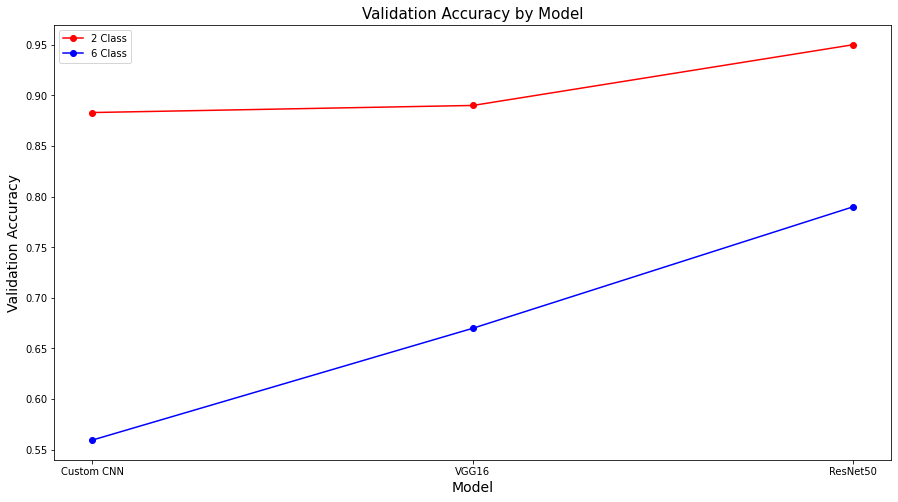 Validation Accuracy by Model
2 Class
6 Class
Validation Accuracy
0.95
0.90
0.85
0.80
0.75
0.70
0.65
0.60
0.55
Custom CNN
VGG16
ResNet50
Model